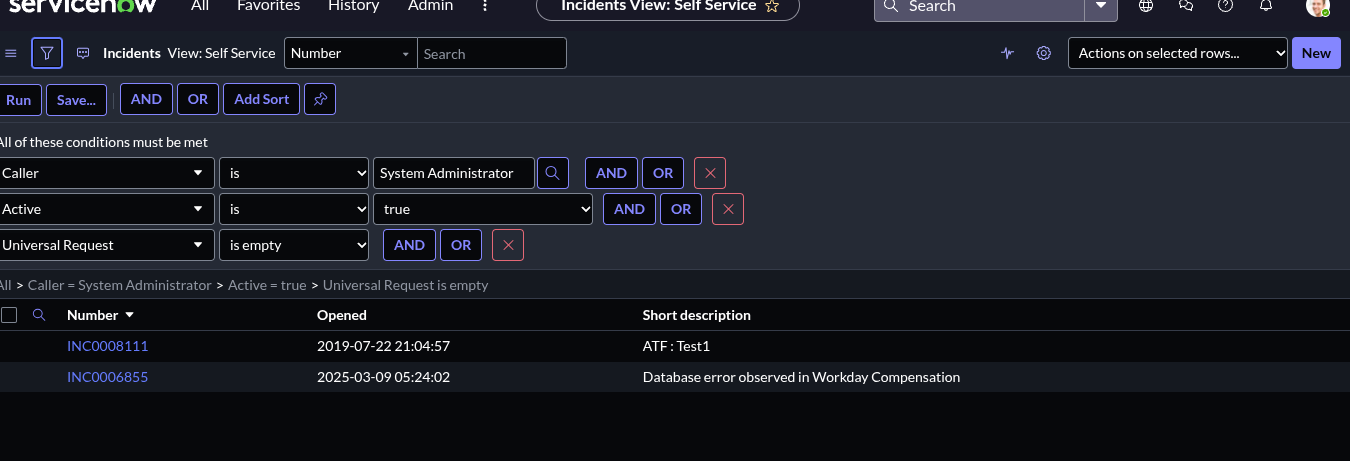 servicenow All Favorites History Admin Incidents View: Self Service Search
Incidents View: Self Service Number Search Actions on selected rows... New
Run Save... AND OR Add Sort
All of these conditions must be met
Caller is System Administrator AND OR
Active is true AND OR
Universal Request is empty AND OR
All > Caller = System Administrator > Active = true > Universal Request is empty
Number Opened Short description
INC0008111 2019-07-22 21:04:57 ATF : Test1
INC0006855 2025-03-09 05:24:02 Database error observed in Workday Compensation